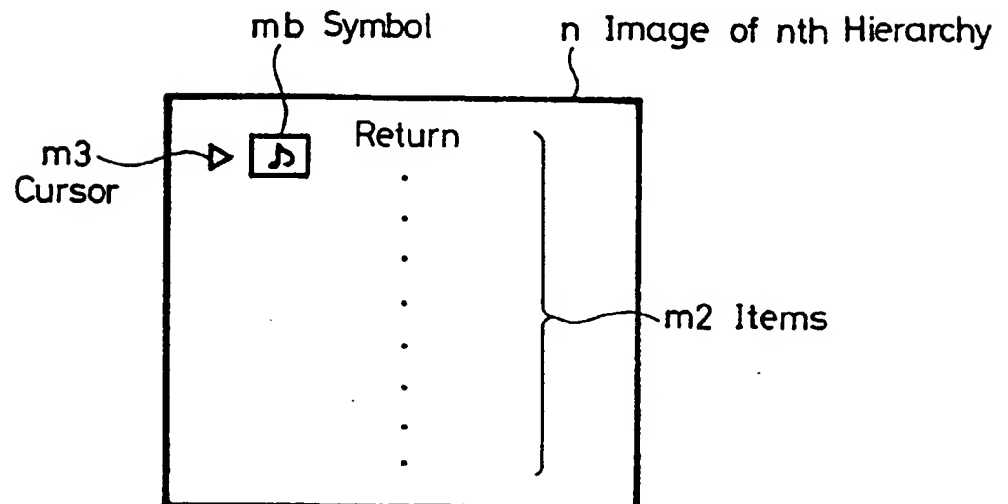 mb Symbol
n Image of nth Hierarchy
Return
m3
Cursor
m2 Items